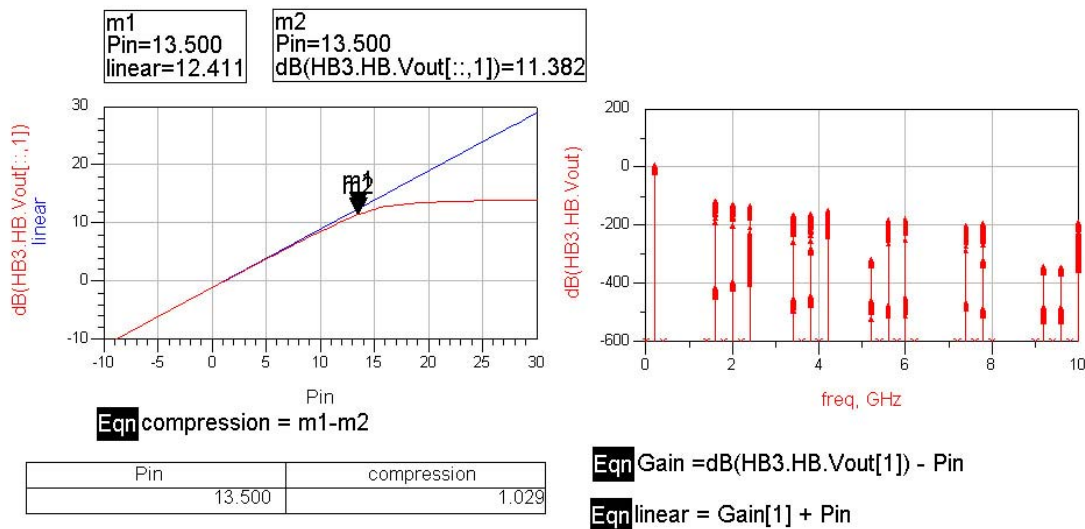 m1
Pin=13.500
linear=12.411
m2
Pin=13.500
dB(HB3.HB.Vout[::,1])=11.382
dB(HB3.HB.Vout[::,1])
linear
30
20
10
0
-10
m1
m2
-10 -5 0 5 10 15 20 25 30
Pin
dB(HB3.HB.Vout)
200
0
-200
-400
-600
0 2 4 6 8 10
freq, GHz
Eqn compression = m1-m2
Pin compression
13.500 1.029
Eqn Gain =dB(HB3.HB.Vout[1]) - Pin
Eqn linear = Gain[1] + Pin